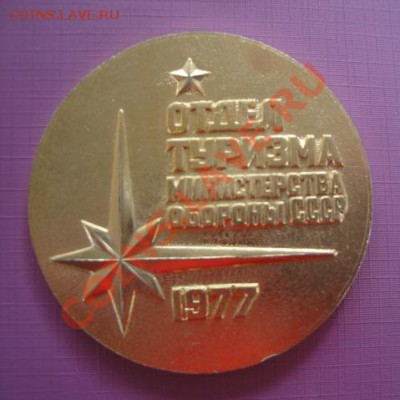 COINS.LAVE.RU
ОТДЕЛ
ТУРИЗМА
МИНИСТЕРСТВА
ОБОРОНЫ СССР
1977